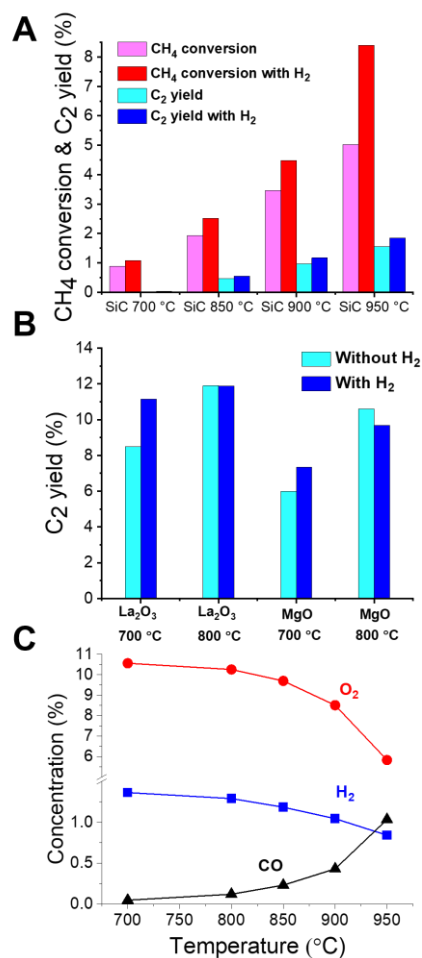 A
CH₄ conversion & C₂ yield (%)
CH₄ conversion
CH₄ conversion with H₂
C₂ yield
C₂ yield with H₂
8
7
6
5
4
3
2
1
0
SiC 700 °C SiC 850 °C SiC 900 °C SiC 950 °C
B
C₂ yield (%)
Without H₂
With H₂
14
12
10
8
6
4
2
0
La₂O₃ La₂O₃ MgO MgO
700 °C 800 °C 700 °C 800 °C
C
Concentration (%)
11
10
9
8
7
6
1.0
0.5
0.0
O₂
H₂
CO
700 750 800 850 900 950
Temperature (°C)